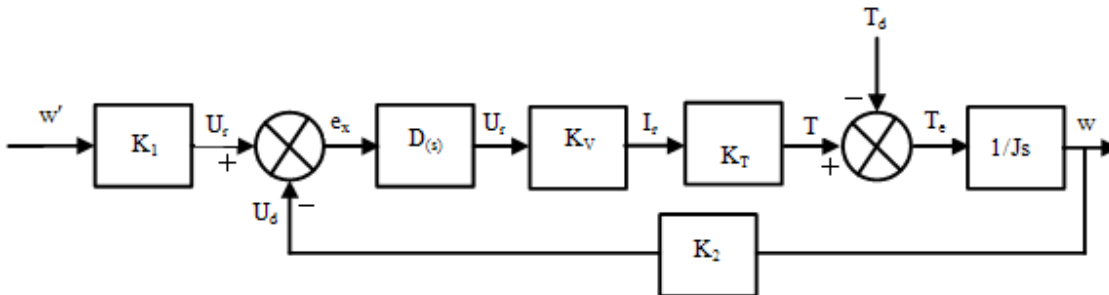 T_d
w' K_1 U_r + e_x D_(s) U_r K_V I_r K_T T + − T_e 1/Js w
U_d −
K_2